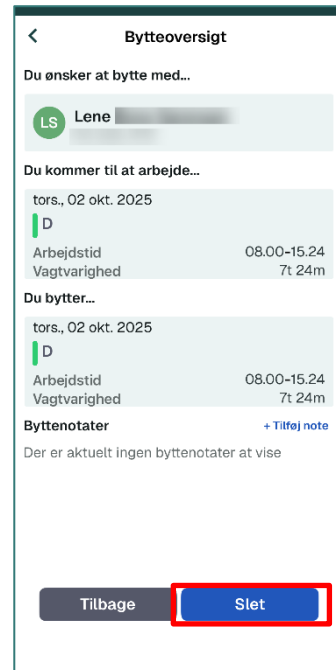 Bytteoversigt
Du ønsker at bytte med...
LS
Lene
Du kommer til at arbejde...
tors., 02 okt. 2025
D
Arbejdstid 08.00-15.24
Vagtvarighed 7t 24m
Du bytter...
tors., 02 okt. 2025
D
Arbejdstid 08.00-15.24
Vagtvarighed 7t 24m
Byttenotater + Tilføj note
Der er aktuelt ingen byttenotater at vise
Tilbage Slet